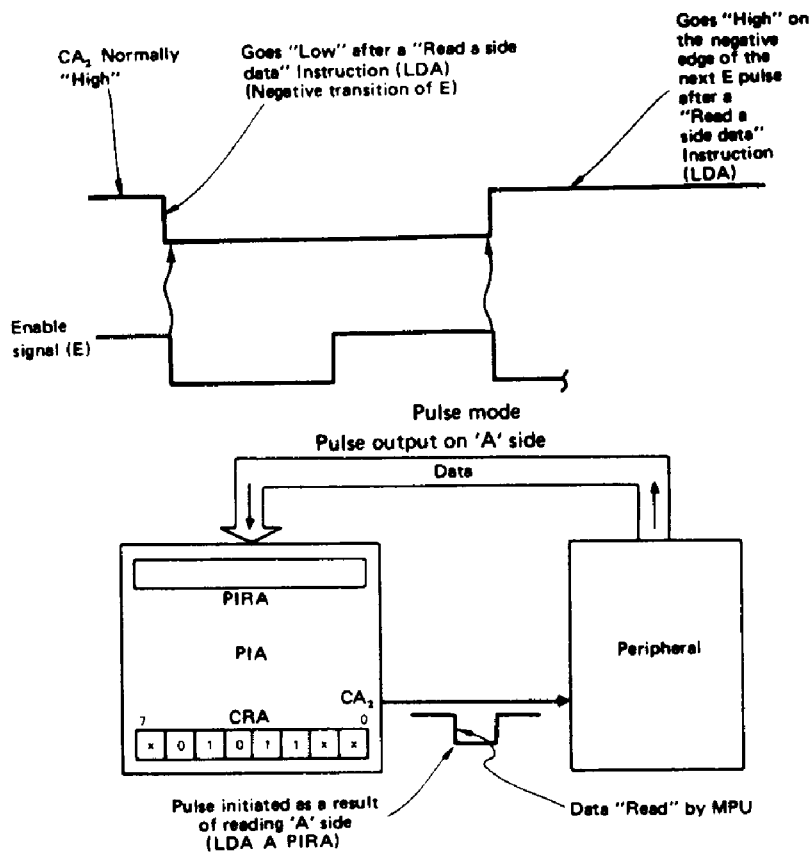 CA₂ Normally
"High"
Goes "Low" after a "Read a side
data" Instruction (LDA)
(Negative transition of E)
Goes "High" on
the negative
edge of the
next E pulse
after a
"Read a
side data"
Instruction
(LDA)
Enable
signal (E)
Pulse mode
Pulse output on 'A' side
Data
PIRA
PIA
Peripheral
CA₂
7 CRA 0
x 0 1 0 1 1 x x
Pulse initiated as a result
of reading 'A' side
(LDA A PIRA)
Data "Read" by MPU